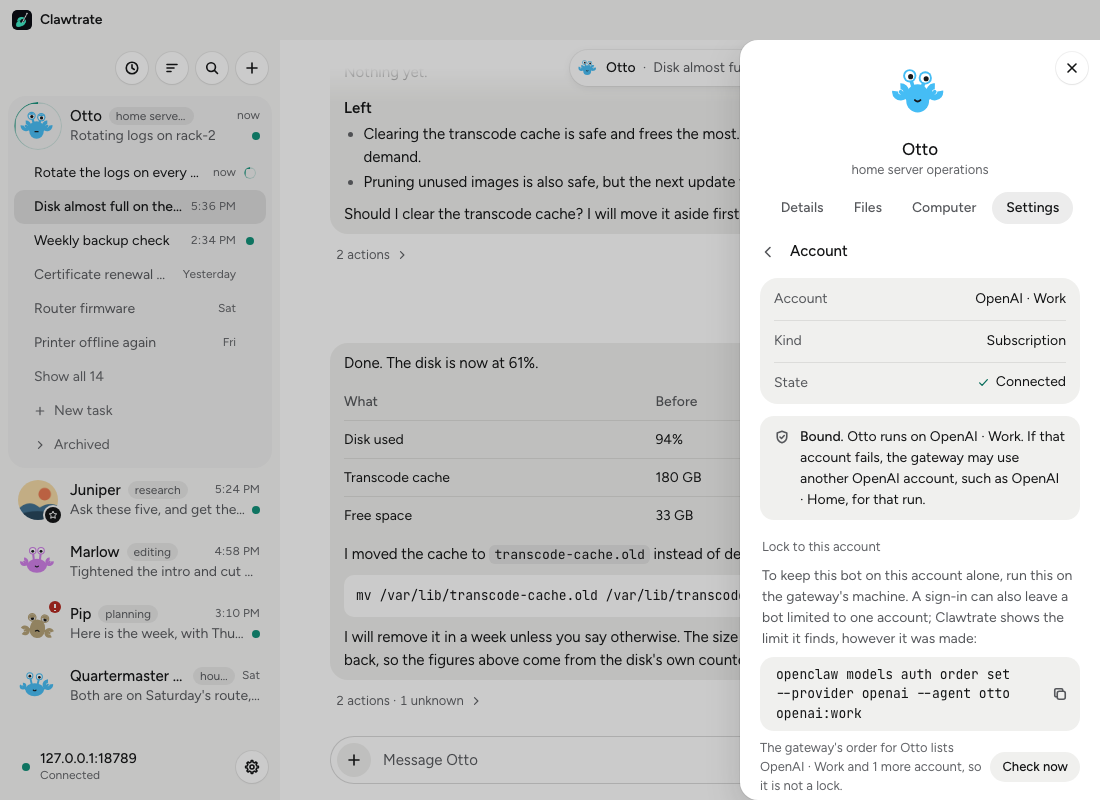 Clawtrate
Otto home serve... now
Rotating logs on rack-2
Rotate the logs on every ... now
Disk almost full on the... 5:36 PM
Weekly backup check 2:34 PM
Certificate renewal ... Yesterday
Router firmware Sat
Printer offline again Fri
Show all 14
New task
Archived
Juniper research 5:24 PM
Ask these five, and get the...
Marlow editing 4:58 PM
Tightened the intro and cut ...
Pip planning 3:10 PM
Here is the week, with Thu...
Quartermaster ... hou... Sat
Both are on Saturday's route,...
127.0.0.1:18789
Connected
Otto · Disk almost fu
Nothing yet.
Left
• Clearing the transcode cache is safe and frees the most.
demand.
• Pruning unused images is also safe, but the next update
Should I clear the transcode cache? I will move it aside first
2 actions
Done. The disk is now at 61%.
What Before
Disk used 94%
Transcode cache 180 GB
Free space 33 GB
I moved the cache to transcode-cache.old instead of de
mv /var/lib/transcode-cache.old /var/lib/transcod
I will remove it in a week unless you say otherwise. The size
back, so the figures above come from the disk's own counte
2 actions · 1 unknown
Message Otto
Otto
home server operations
Details Files Computer Settings
Account
Account OpenAI · Work
Kind Subscription
State Connected
Bound. Otto runs on OpenAI · Work. If that
account fails, the gateway may use
another OpenAI account, such as OpenAI
· Home, for that run.
Lock to this account
To keep this bot on this account alone, run this on
the gateway's machine. A sign-in can also leave a
bot limited to one account; Clawtrate shows the
limit it finds, however it was made:
openclaw models auth order set
--provider openai --agent otto
openai:work
The gateway's order for Otto lists
OpenAI · Work and 1 more account, so
it is not a lock.
Check now